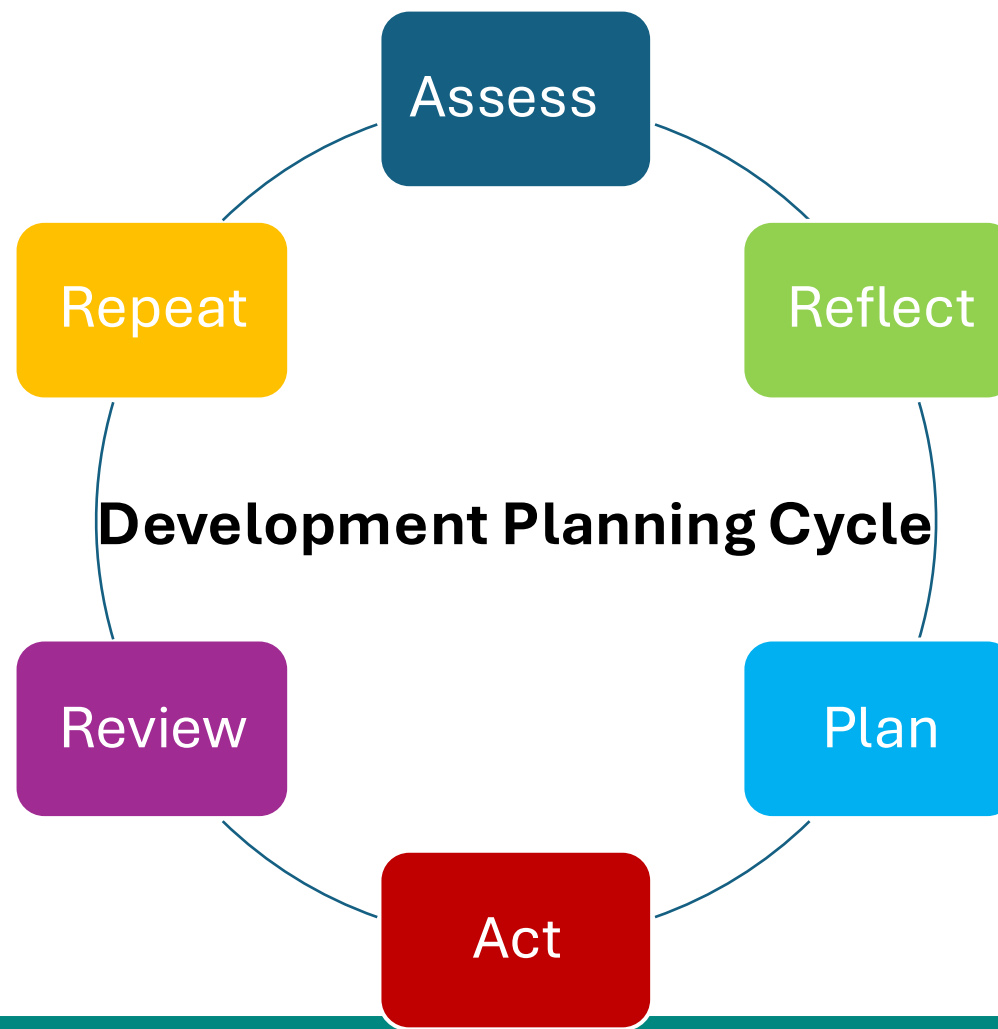 Assess
Repeat
Reflect
Development Planning Cycle
Review
Plan
Act